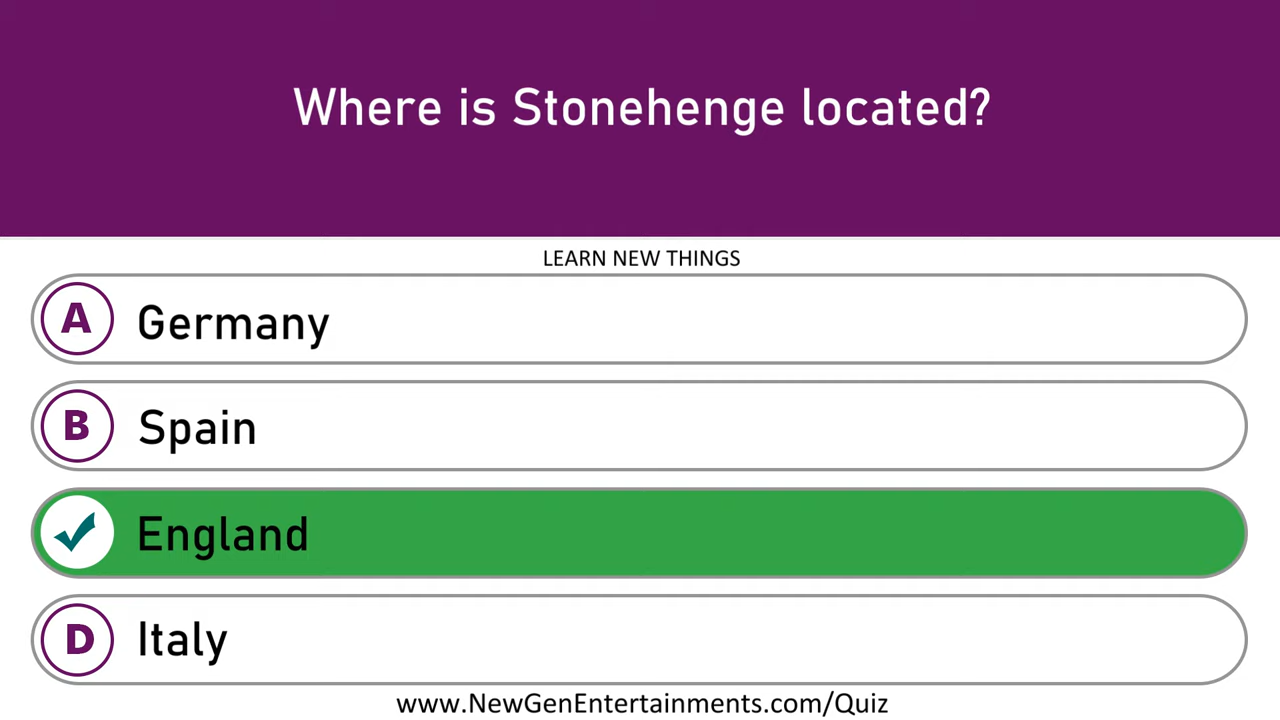 Where is Stonehenge located?
LEARN NEW THINGS
A Germany
B Spain
England
D Italy
www.NewGenEntertainments.com/Quiz